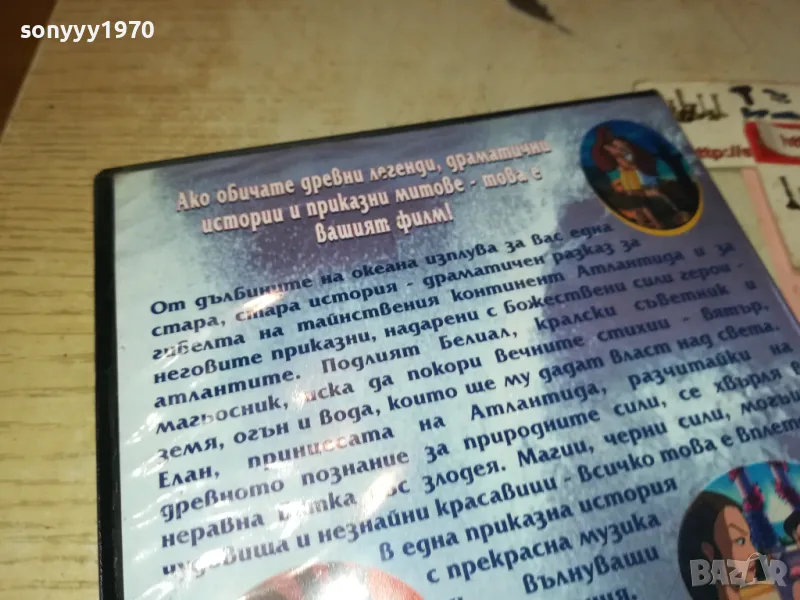 sonyyy1970
Ако обичате древни легенди, драматични
истории и приказни митове - това е
вашият филм!
От дълбините на океана изплува за вас една
стара, стара история - драматичен разказ за
гибелта на тайнствения континент Атлантида и за
неговите приказни, надарени с божествени сили герои -
атлантите. Подлият Белиал, кралски съветник и
магьосник, иска да покори вечните стихии - вятър,
земя, огън и вода, които ще му дадат власт над света.
Елан, принцесата на Атлантида, разчитайки на
древното познание за природните сили, се хвърля в
неравна битка със злодея. Магии, черни сили, могъщи
чудовища и незнайни красавици - всичко това е вплет
в една приказна история
с прекрасна музика
вълнуващи
http://
BAZAR